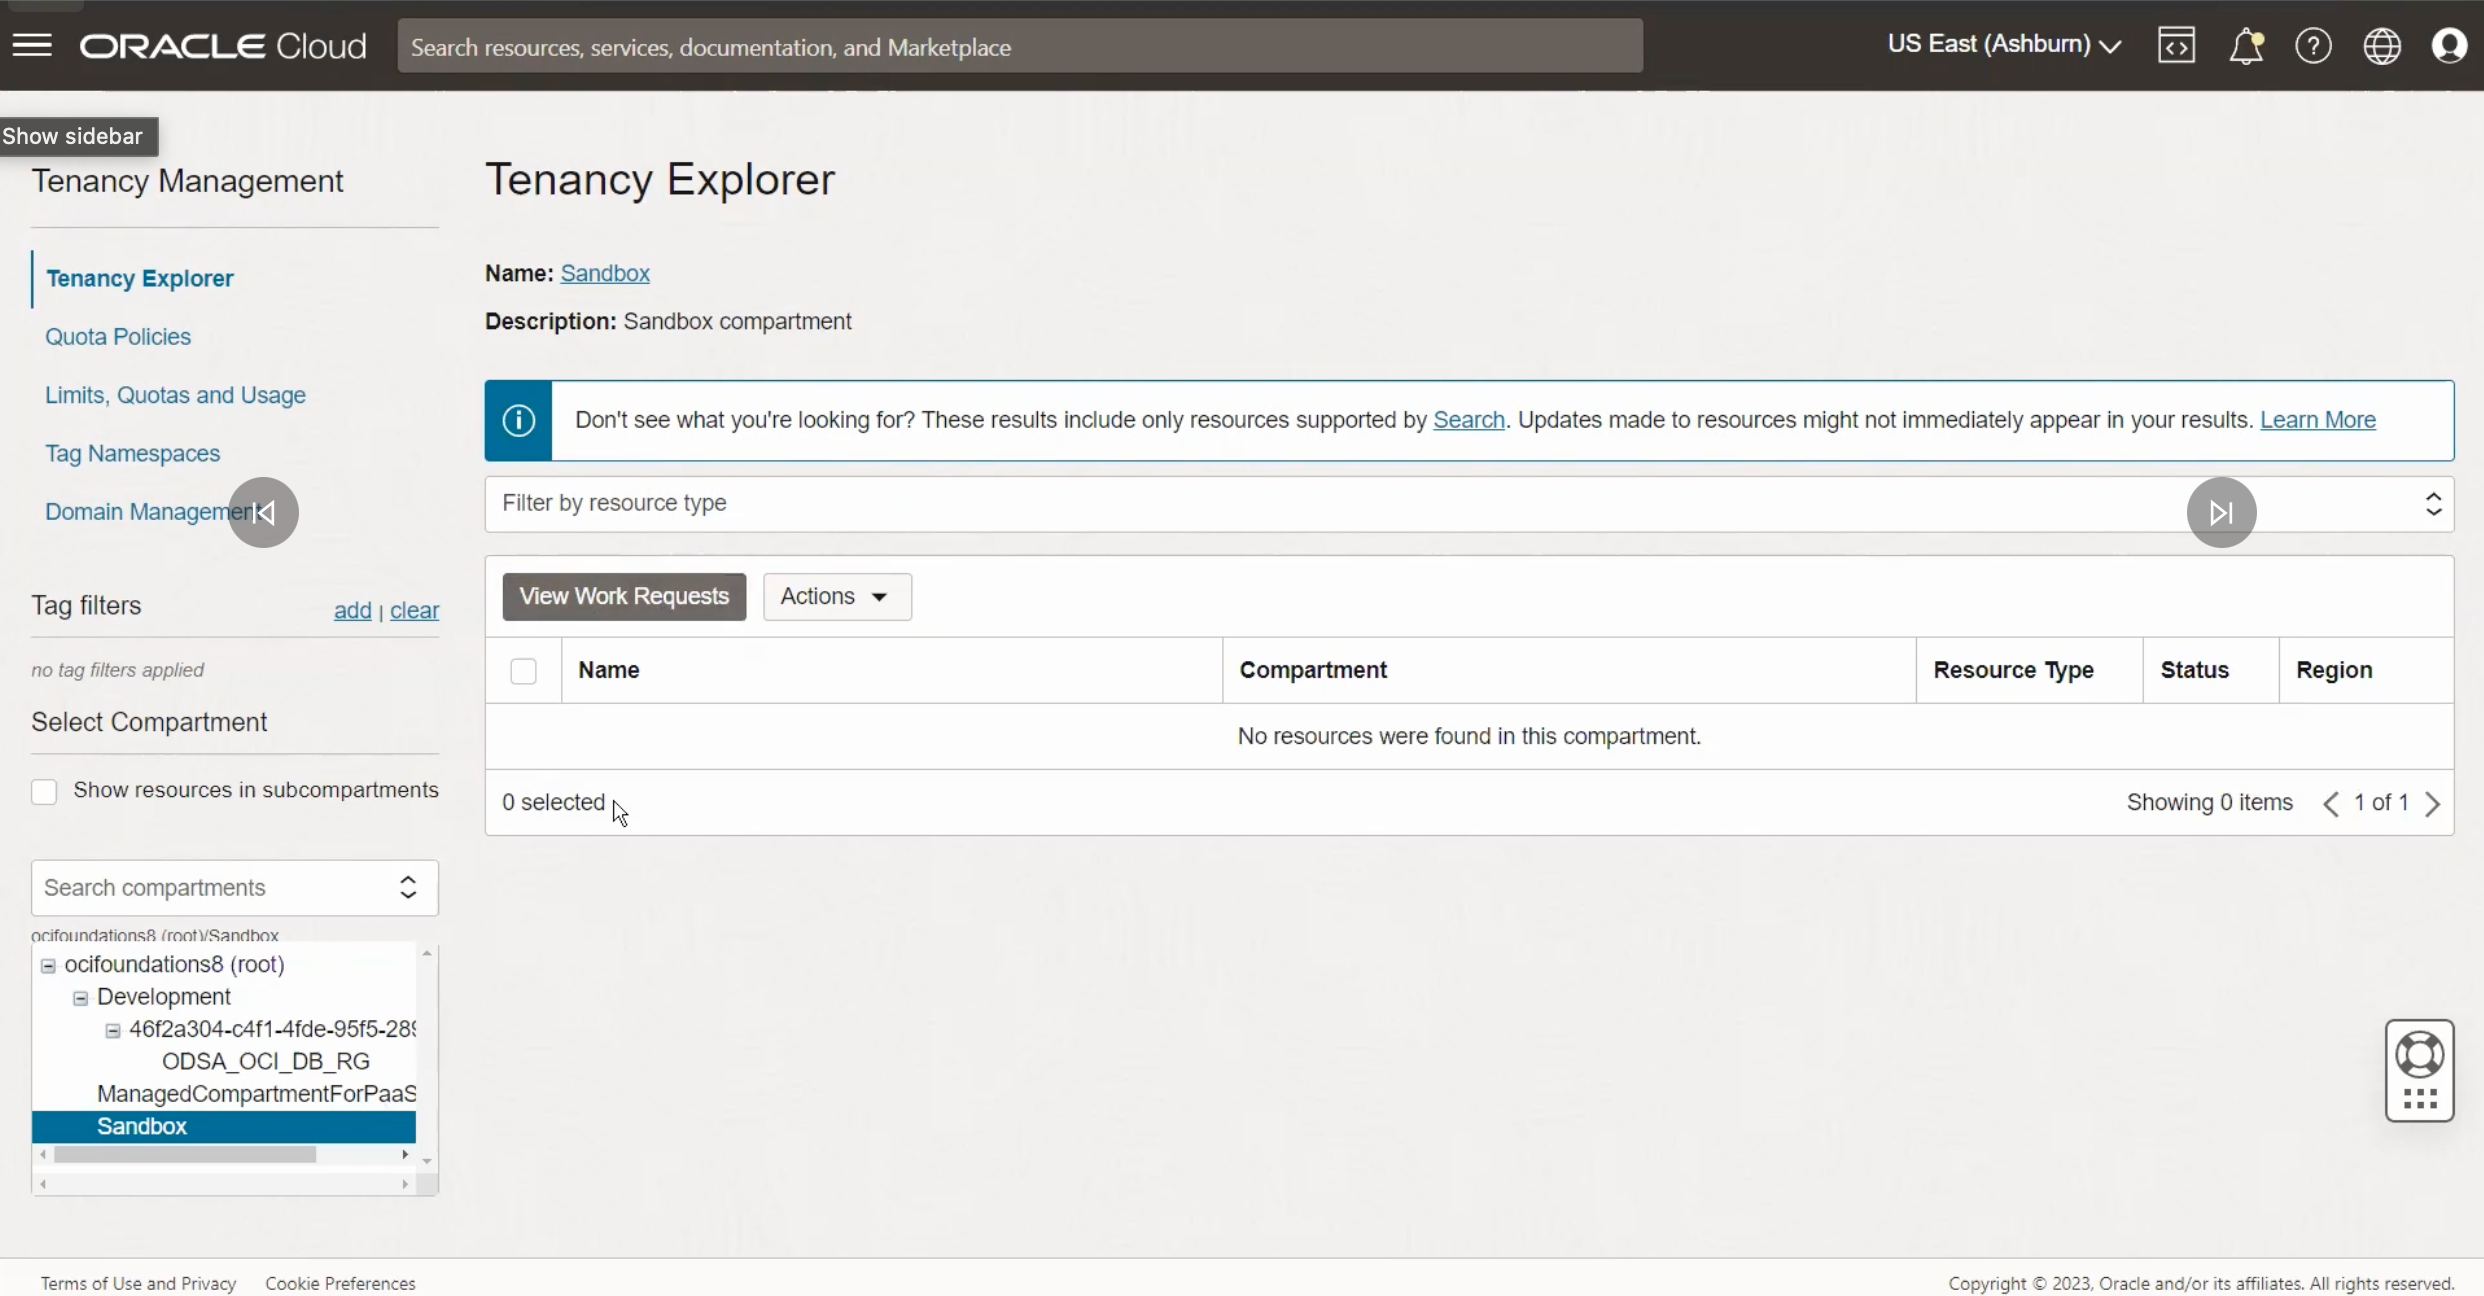 ORACLE Cloud
Search resources, services, documentation, and Marketplace
US East (Ashburn)
Show sidebar
Tenancy Management
Tenancy Explorer
Quota Policies
Limits, Quotas and Usage
Tag Namespaces
Domain Management
Tag filters
add | clear
no tag filters applied
Select Compartment
Show resources in subcompartments
Search compartments
ocifoundations8 (root)/Sandbox
ocifoundations8 (root)
Development
46f2a304-c4f1-4fde-95f5-289
ODSA_OCI_DB_RG
ManagedCompartmentForPaaS
Sandbox
Tenancy Explorer
Name: Sandbox
Description: Sandbox compartment
Don't see what you're looking for? These results include only resources supported by Search. Updates made to resources might not immediately appear in your results. Learn More
Filter by resource type
View Work Requests
Actions
Name Compartment Resource Type Status Region
No resources were found in this compartment.
0 selected
Showing 0 items
1 of 1
Terms of Use and Privacy
Cookie Preferences
Copyright © 2023, Oracle and/or its affiliates. All rights reserved.